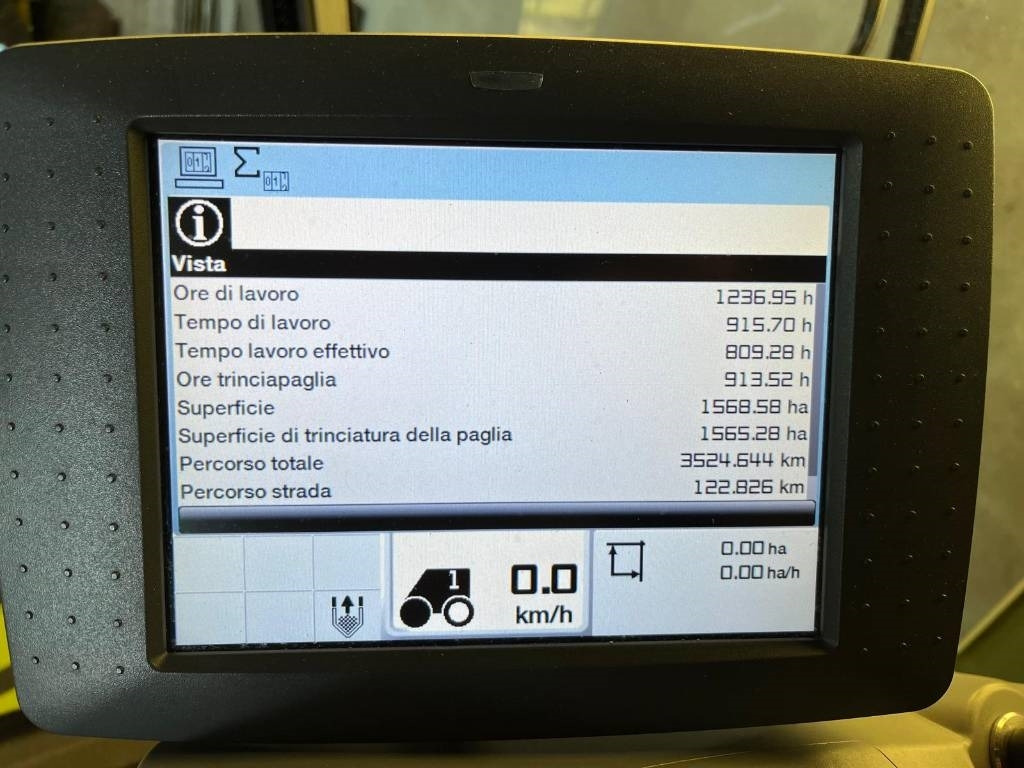 Vista
Ore di lavoro 1236.95 h
Tempo di lavoro 915.70 h
Tempo lavoro effettivo 809.28 h
Ore trinciapaglia 913.52 h
Superficie 1568.58 ha
Superficie di trinciatura della paglia 1565.28 ha
Percorso totale 3524.644 km
Percorso strada 122.826 km
1 0.0 km/h
0.00 ha
0.00 ha/h